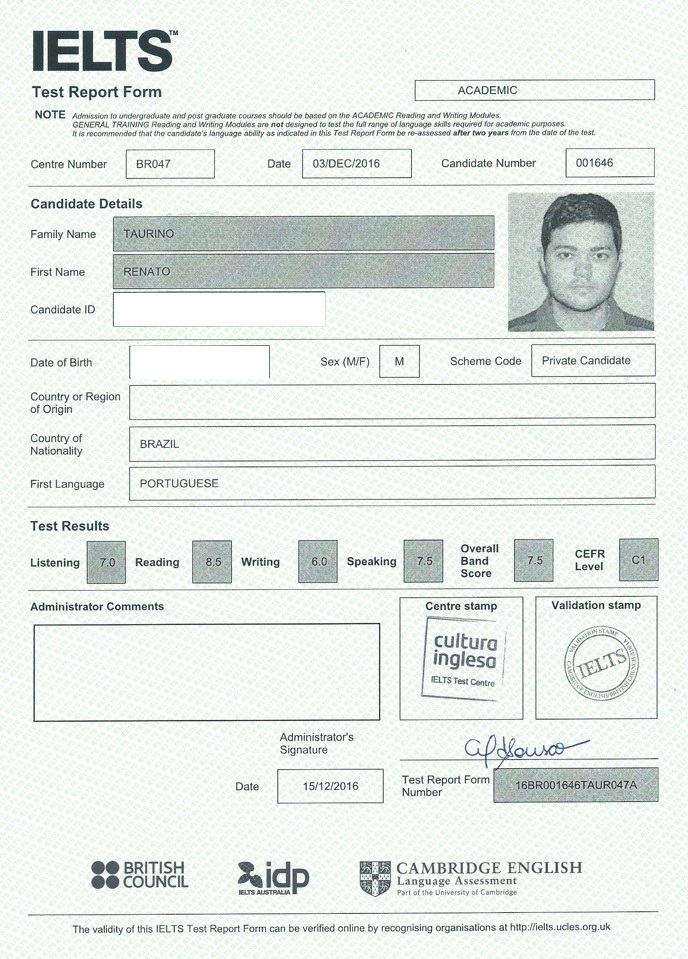 IELTS™
Test Report Form
ACADEMIC
NOTE Admission to undergraduate and post graduate courses should be based on the ACADEMIC Reading and Writing Modules.
GENERAL TRAINING Reading and Writing Modules are not designed to test the full range of language skills required for academic purposes.
It is recommended that the candidate's language ability as indicated in this Test Report Form be re-assessed after two years from the date of the test.
Centre Number BR047 Date 03/DEC/2016 Candidate Number 001646
Candidate Details
Family Name TAURINO
First Name RENATO
Candidate ID
Date of Birth Sex (M/F) M Scheme Code Private Candidate
Country or Region
of Origin
Country of
Nationality BRAZIL
First Language PORTUGUESE
Test Results
Listening 7.0 Reading 8.5 Writing 6.0 Speaking 7.5 Overall Band Score 7.5 CEFR Level C1
Administrator Comments
Centre stamp
cultura
inglesa
IELTS Test Centre
Validation stamp
VALIDATION STAMP
IELTS
Administrator's
Signature
Date 15/12/2016
Test Report Form
Number 16BR001646TAUR047A
BRITISH
COUNCIL
idp
IELTS AUSTRALIA
CAMBRIDGE ENGLISH
Language Assessment
Part of the University of Cambridge
The validity of this IELTS Test Report Form can be verified online by recognising organisations at http://ielts.ucles.org.uk